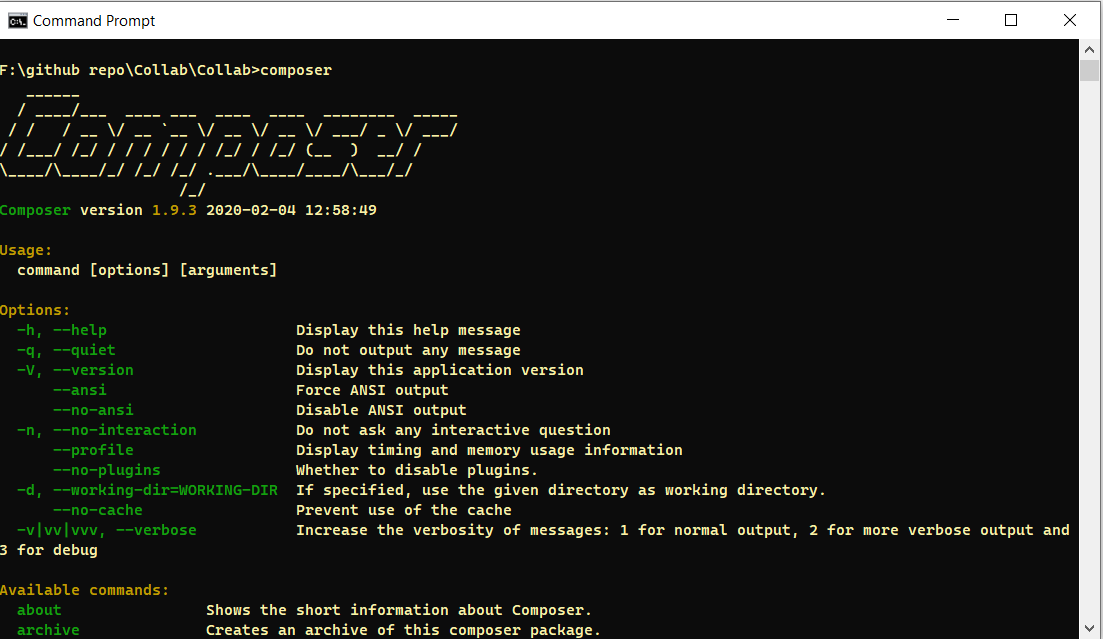 Command Prompt
F:\github repo\Collab\Collab>composer
   ______
  / ____/___  ____ ___  ____  ____  ________  _____
 / /   / __ \/ __ `__ \/ __ \/ __ \/ ___/ _ \/ ___/
/ /___/ /_/ / / / / / / /_/ / /_/ (__  )  __/ /
\____/\____/_/ /_/ /_/ .___/\____/____/\___/_/
                    /_/
Composer version 1.9.3 2020-02-04 12:58:49
Usage:
  command [options] [arguments]
Options:
  -h, --help                     Display this help message
  -q, --quiet                    Do not output any message
  -V, --version                  Display this application version
      --ansi                     Force ANSI output
      --no-ansi                  Disable ANSI output
  -n, --no-interaction           Do not ask any interactive question
      --profile                  Display timing and memory usage information
      --no-plugins               Whether to disable plugins.
  -d, --working-dir=WORKING-DIR  If specified, use the given directory as working directory.
      --no-cache                 Prevent use of the cache
  -v|vv|vvv, --verbose           Increase the verbosity of messages: 1 for normal output, 2 for more verbose output and
3 for debug
Available commands:
  about                Shows the short information about Composer.
  archive              Creates an archive of this composer package.